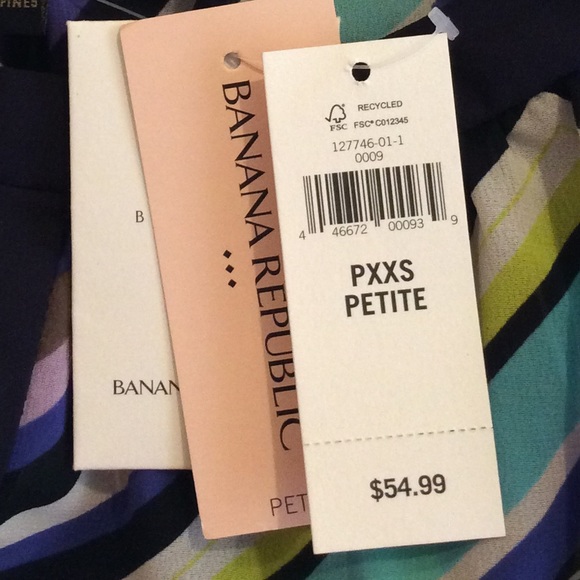 PINES
B
BANAN
BANANA REPUBLIC
PET
FSC
RECYCLED
FSC® C012345
127746-01-1
0009
4 46672 00093 9
PXXS
PETITE
$54.99